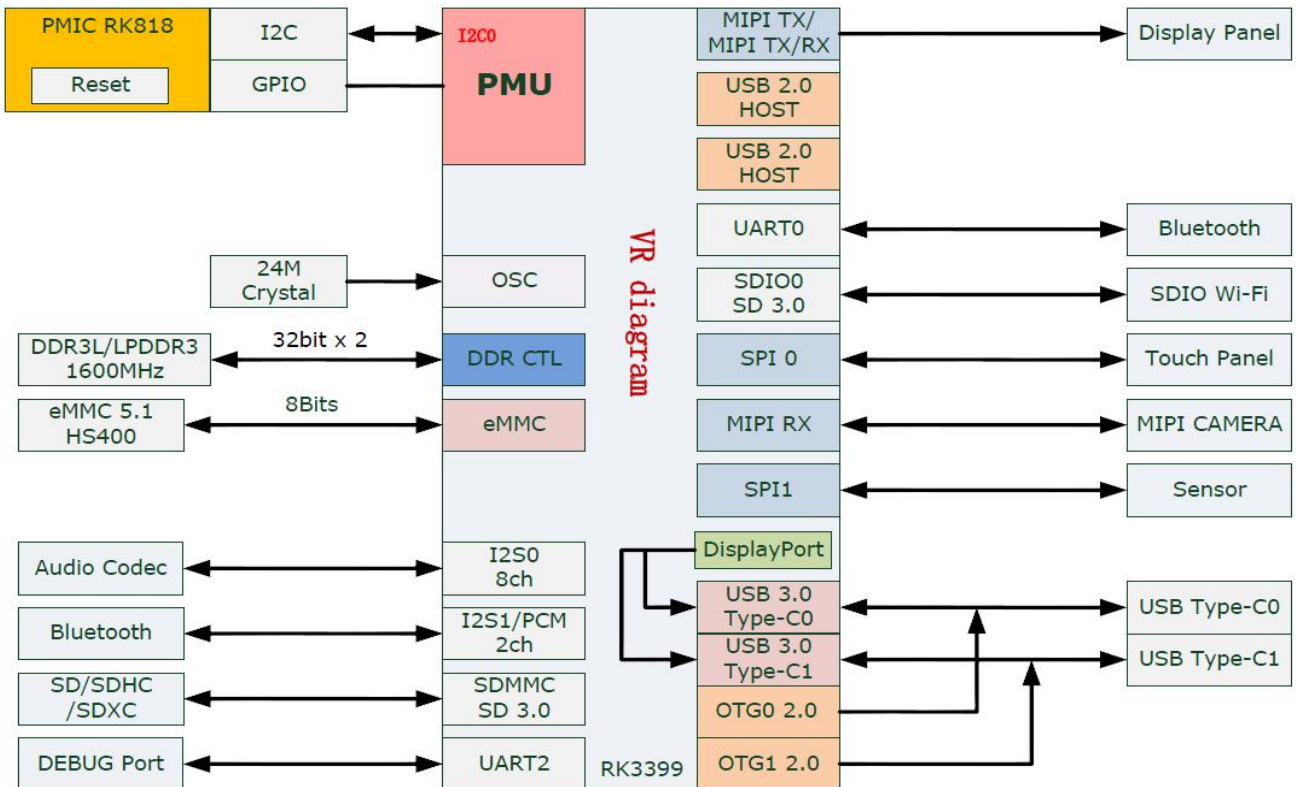 PMIC RK818
Reset
I2C
GPIO
I2C0
PMU
24M
Crystal
OSC
DDR3L/LPDDR3
1600MHz
32bit x 2
DDR CTL
eMMC 5.1
HS400
8Bits
eMMC
Audio Codec
I2S0
8ch
Bluetooth
I2S1/PCM
2ch
SD/SDHC
/SDXC
SDMMC
SD 3.0
DEBUG Port
UART2
VR diagram
RK3399
MIPI TX/
MIPI TX/RX
Display Panel
USB 2.0
HOST
USB 2.0
HOST
UART0
Bluetooth
SDIO0
SD 3.0
SDIO Wi-Fi
SPI 0
Touch Panel
MIPI RX
MIPI CAMERA
SPI1
Sensor
DisplayPort
USB 3.0
Type-C0
USB Type-C0
USB 3.0
Type-C1
USB Type-C1
OTG0 2.0
OTG1 2.0